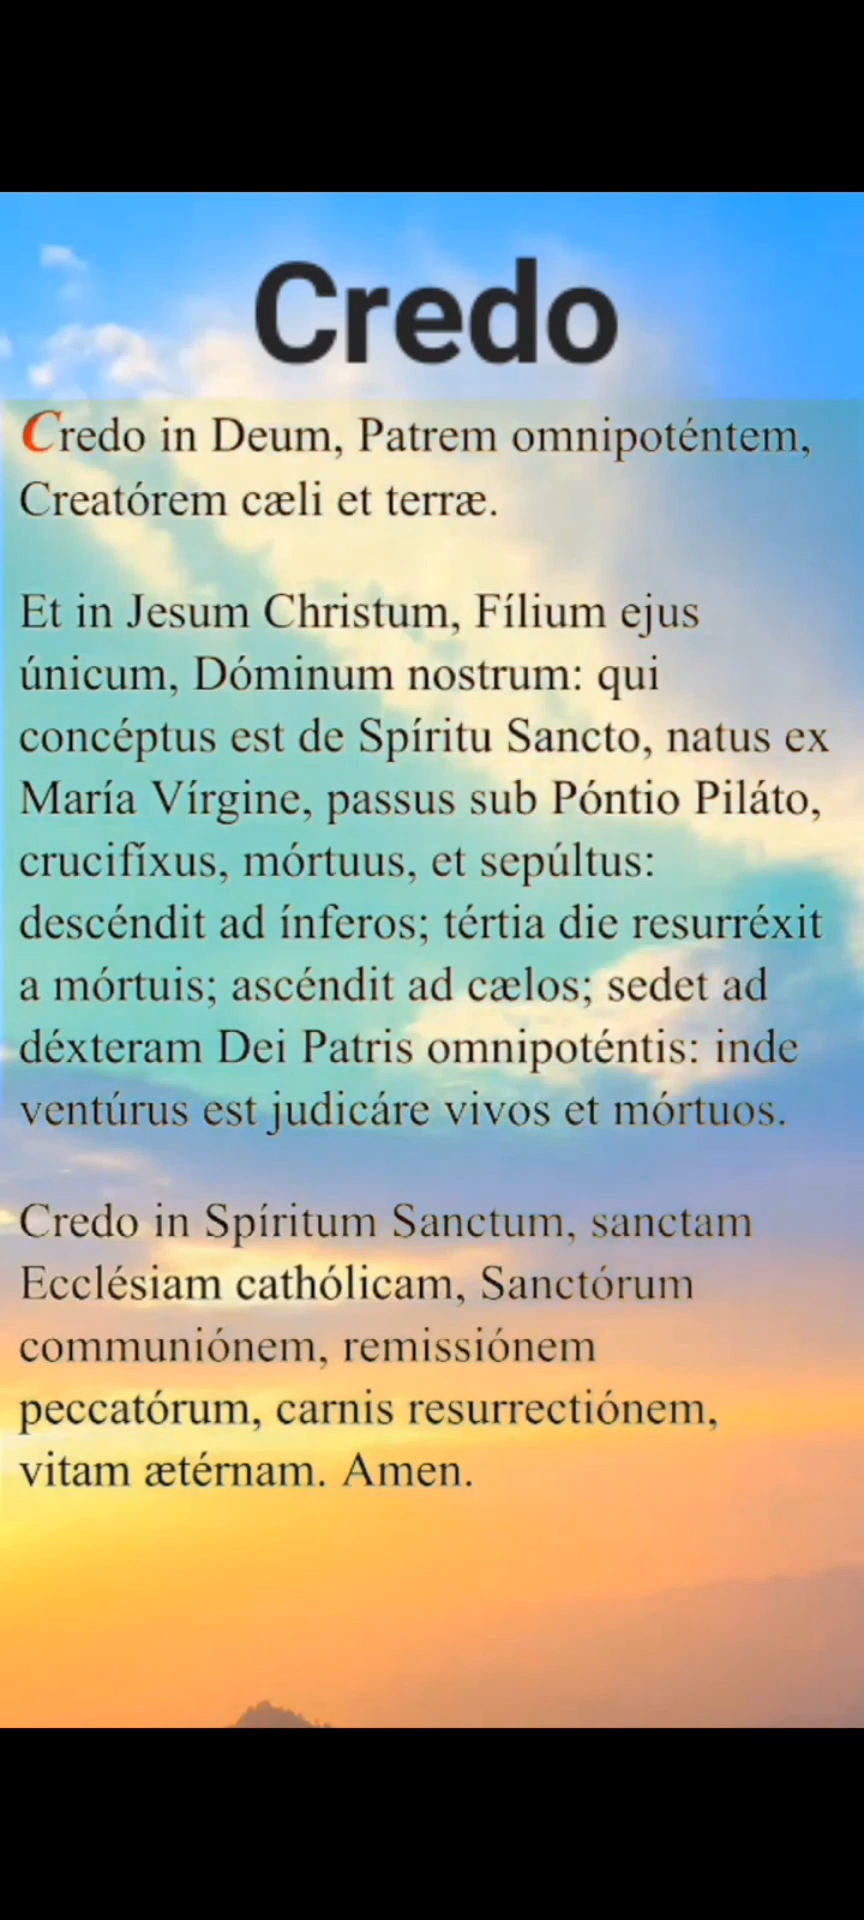 Credo
Credo in Deum, Patrem omnipoténtem,
Creatórem cæli et terræ.
Et in Jesum Christum, Fílium ejus
únicum, Dóminum nostrum: qui
concéptus est de Spíritu Sancto, natus ex
María Vírgine, passus sub Póntio Piláto,
crucifíxus, mórtuus, et sepúltus:
descéndit ad ínferos; tértia die resurréxit
a mórtuis; ascéndit ad cælos; sedet ad
déxteram Dei Patris omnipoténtis: inde
ventúrus est judicáre vivos et mórtuos.
Credo in Spíritum Sanctum, sanctam
Ecclésiam cathólicam, Sanctórum
communiónem, remissiónem
peccatórum, carnis resurrectiónem,
vitam ætérnam. Amen.